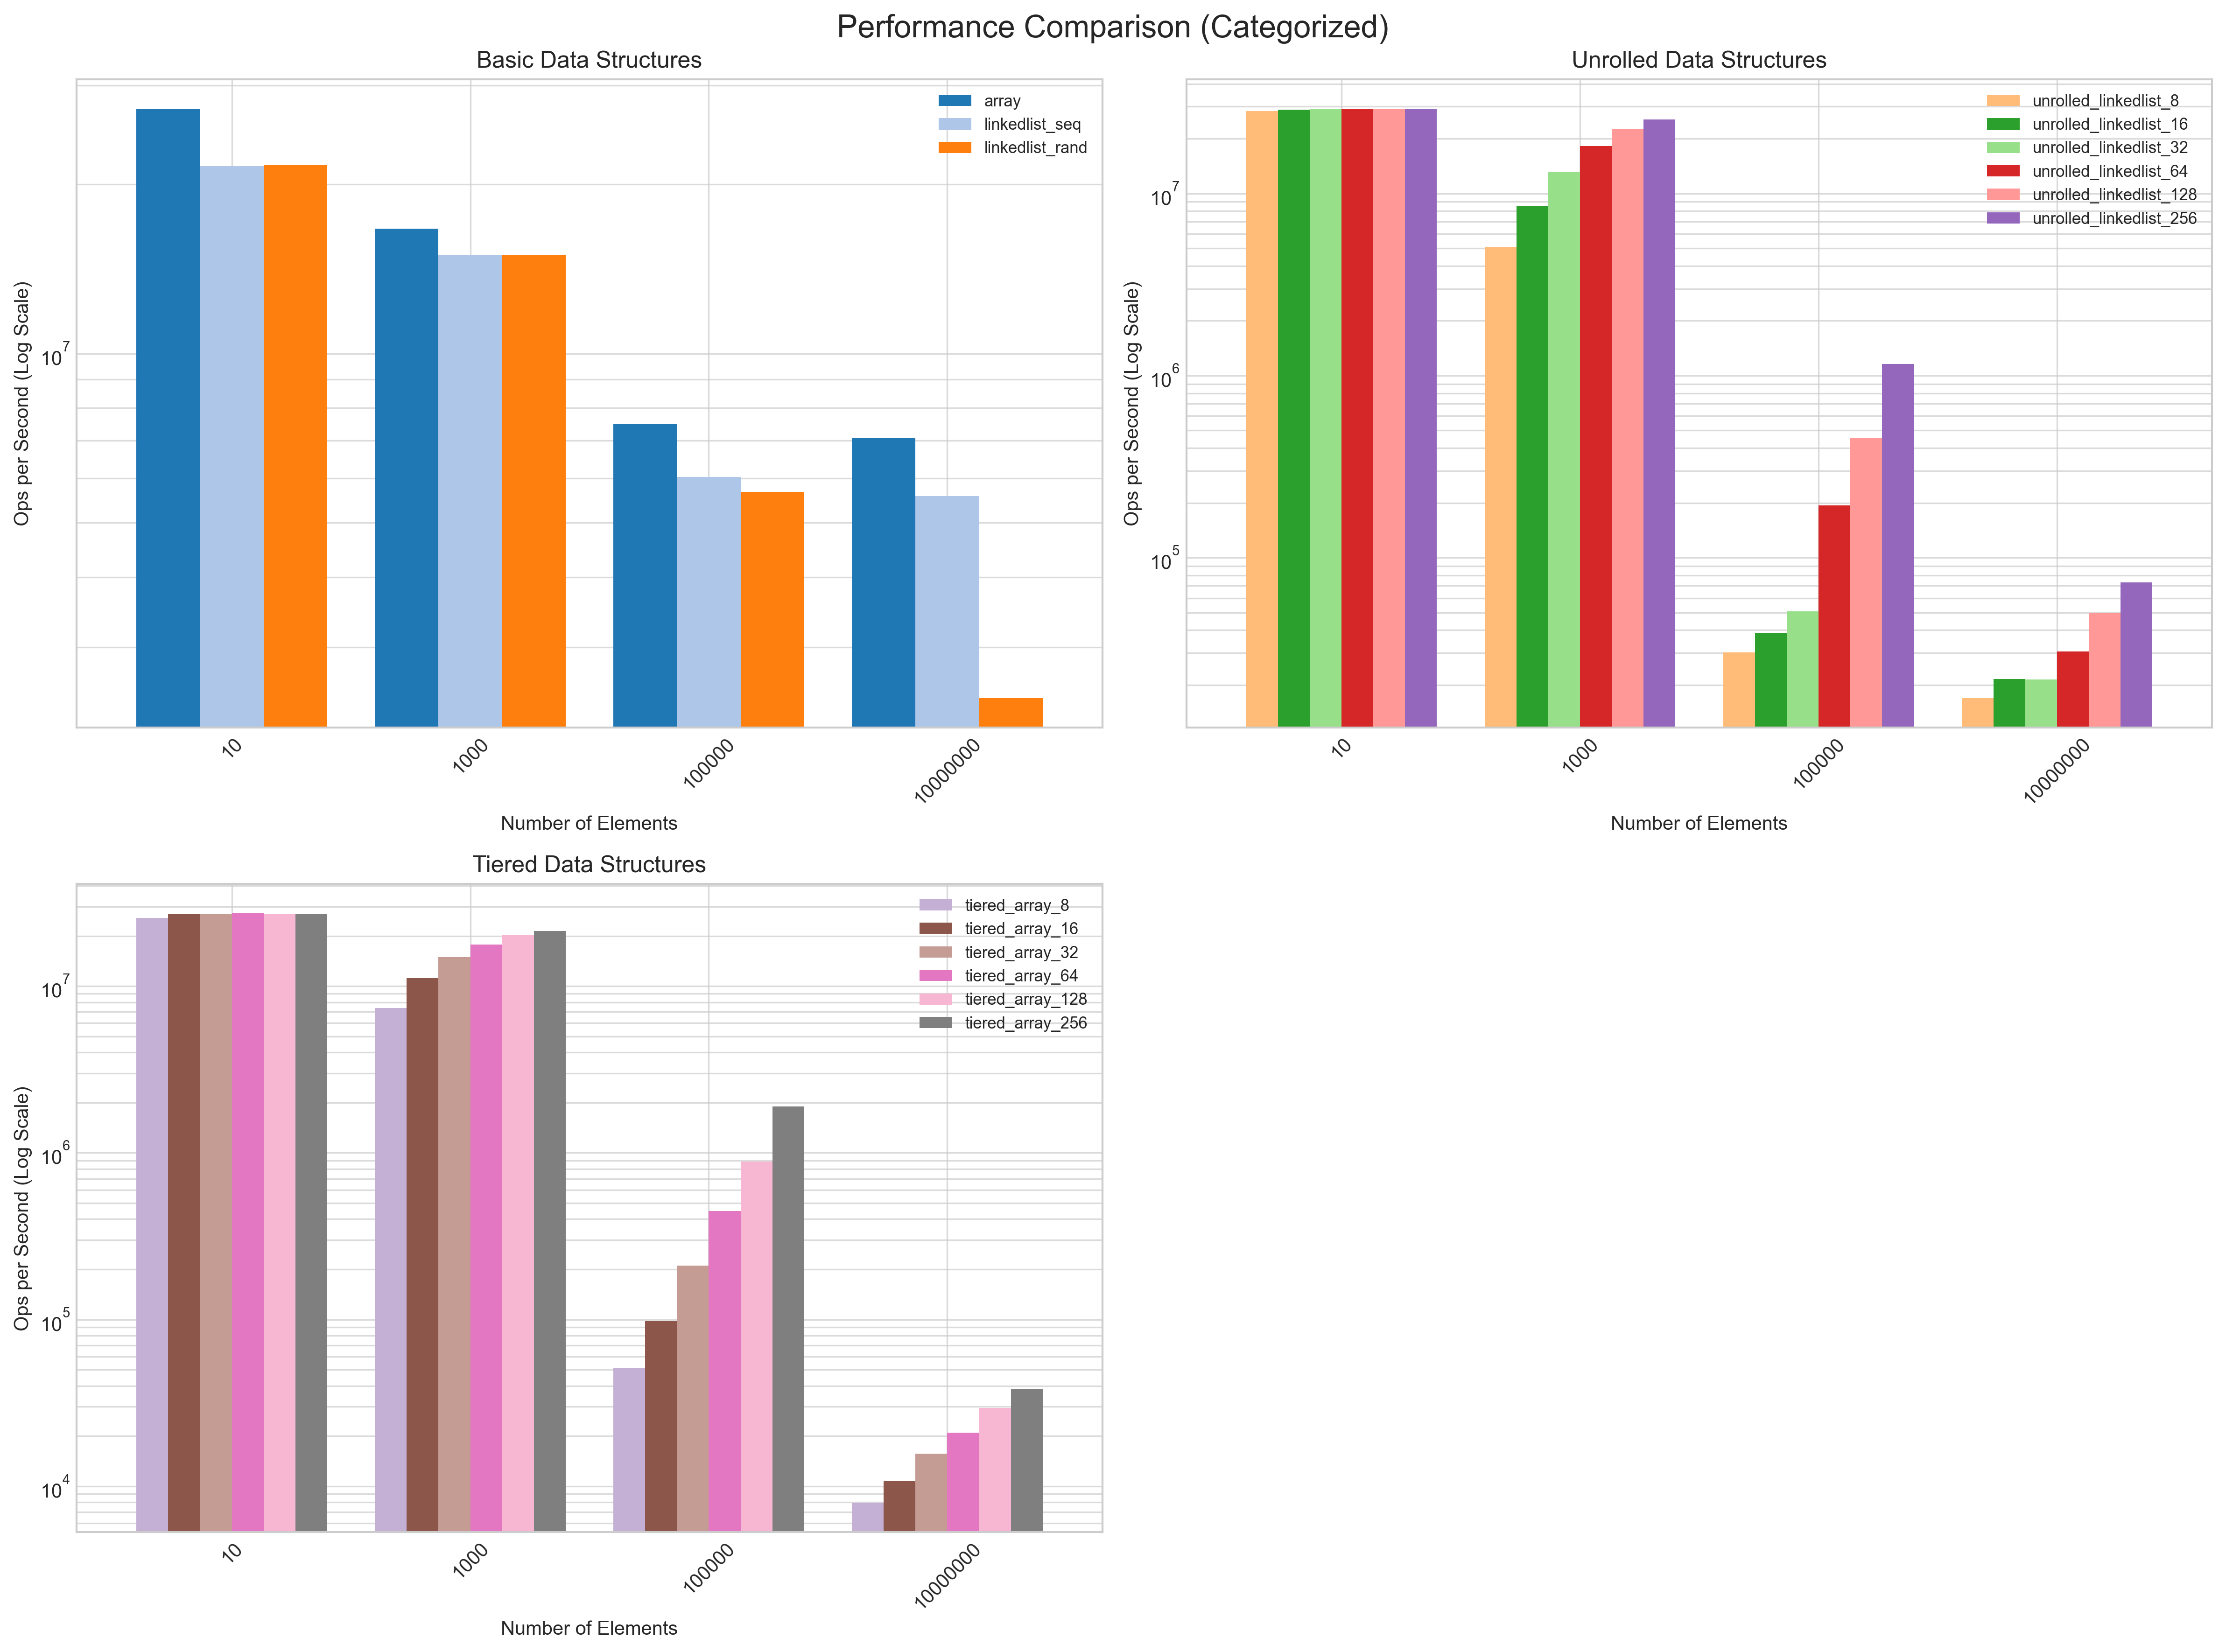 Performance Comparison (Categorized)
Basic Data Structures
Ops per Second (Log Scale)
10^7
array
linkedlist_seq
linkedlist_rand
10
1000
100000
10000000
Number of Elements
Unrolled Data Structures
Ops per Second (Log Scale)
10^7
10^6
10^5
unrolled_linkedlist_8
unrolled_linkedlist_16
unrolled_linkedlist_32
unrolled_linkedlist_64
unrolled_linkedlist_128
unrolled_linkedlist_256
10
1000
100000
10000000
Number of Elements
Tiered Data Structures
Ops per Second (Log Scale)
10^7
10^6
10^5
10^4
tiered_array_8
tiered_array_16
tiered_array_32
tiered_array_64
tiered_array_128
tiered_array_256
10
1000
100000
10000000
Number of Elements